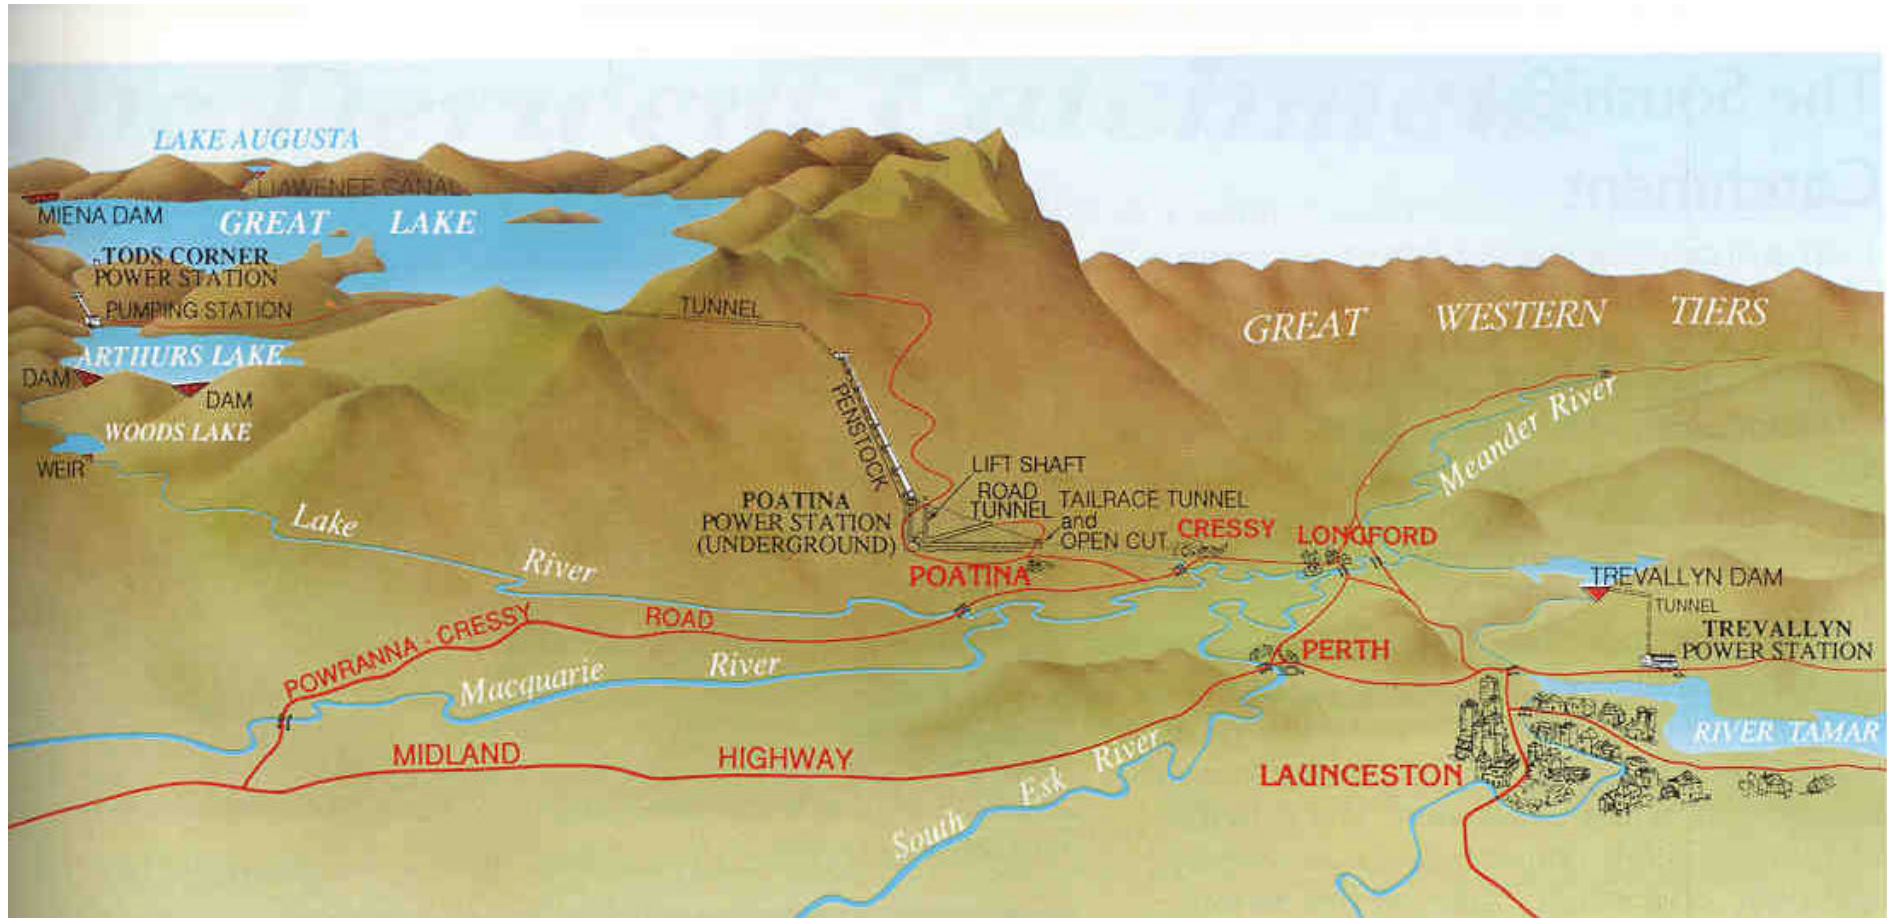 The South
Catchment
LAKE AUGUSTA
LIAWENEE CANAL
MIENA DAM
GREAT LAKE
TODS CORNER
POWER STATION
PUMPING STATION
ARTHURS LAKE
DAM
DAM
WOODS LAKE
WEIR
TUNNEL
PENSTOCK
GREAT WESTERN TIERS
Meander River
LIFT SHAFT
ROAD
TUNNEL
TAILRACE TUNNEL
and
OPEN CUT
POATINA
POWER STATION
(UNDERGROUND)
CRESSY
LONGFORD
POATINA
Lake River
TREVALLYN DAM
TUNNEL
TREVALLYN
POWER STATION
POWRANNA - CRESSY ROAD
PERTH
Macquarie River
MIDLAND HIGHWAY
South Esk River
LAUNCESTON
RIVER TAMAR